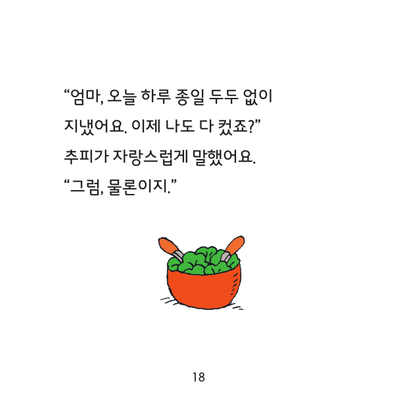 “엄마, 오늘 하루 종일 두두 없이
지냈어요. 이제 나도 다 컸죠?”
추피가 자랑스럽게 말했어요.
“그럼, 물론이지.”
18